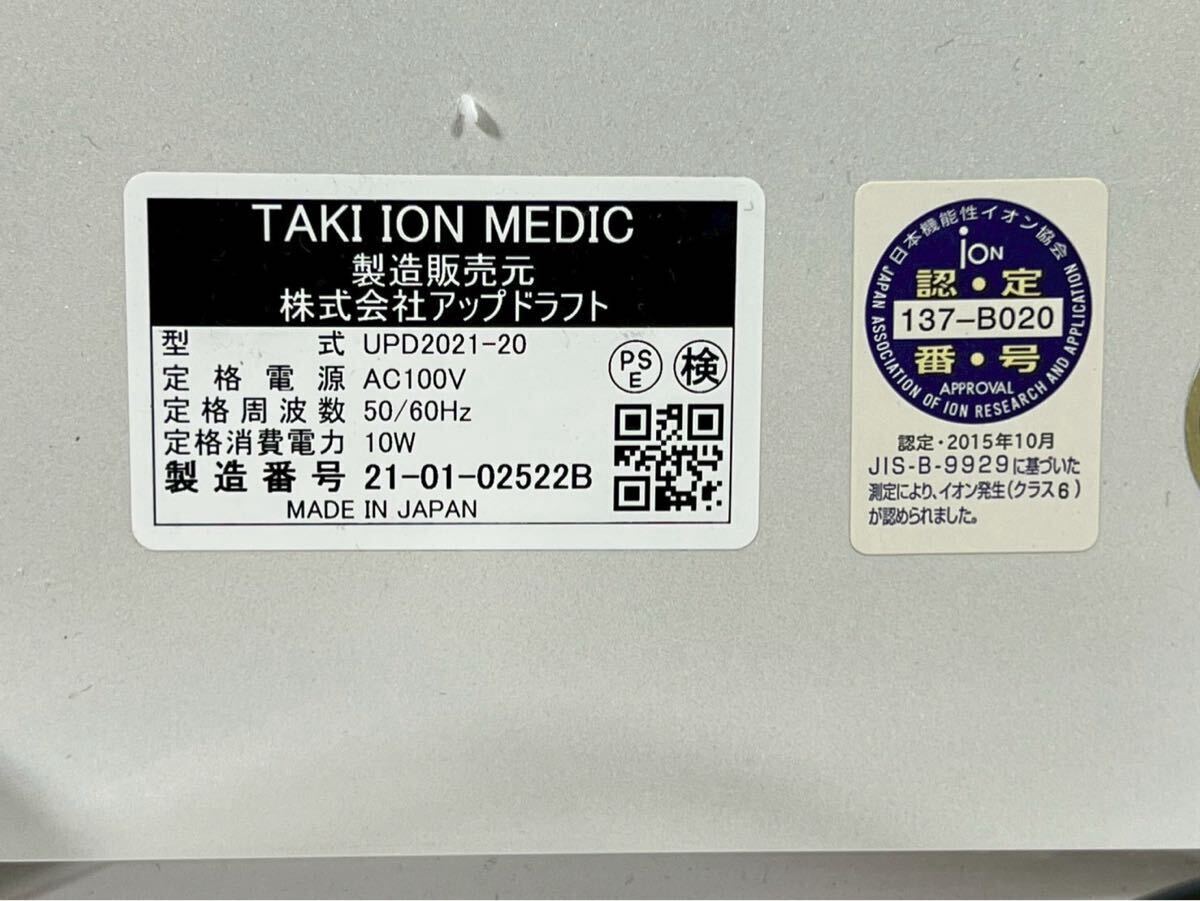 TAKI ION MEDIC
製造販売元
株式会社アップドラフト
型 式 UPD2021-20
定格電源 AC100V
定格周波数 50/60Hz
定格消費電力 10W
製造番号 21-01-02522B
MADE IN JAPAN
PS
E
検
日本機能性イオン協会
ion
認・定
137-B020
番・号
APPROVAL
JAPAN ASSOCIATION OF ION RESEARCH AND APPLICATION
認定・2015年10月
JIS-B-9929に基づいた
測定により、イオン発生(クラス6)
が認められました。